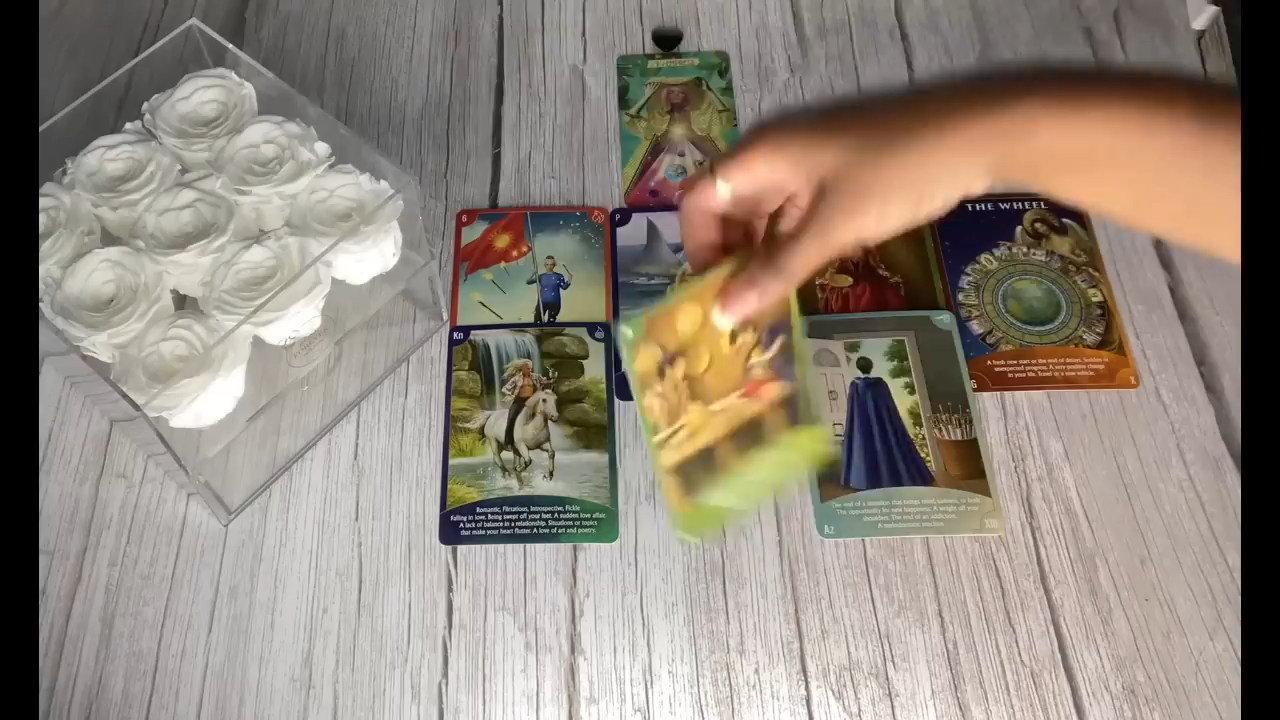 6
P
THE WHEEL
A fresh new start or the end of delays. Sudden or
unexpected progress. A very positive change
in your life. Travel or a new vehicle.
G
X
Kn
Romantic, Flirtatious, Introspective, Fickle
Falling in love. Being swept off your feet. A sudden love affair.
A lack of balance in a relationship. Situations or topics
that make your heart flutter. A love of art and poetry.
The end of a situation that brings relief, sadness, or both.
The opportunity for new happiness. A weight off your
shoulders. The end of an addiction.
A melodramatic reaction.
Az